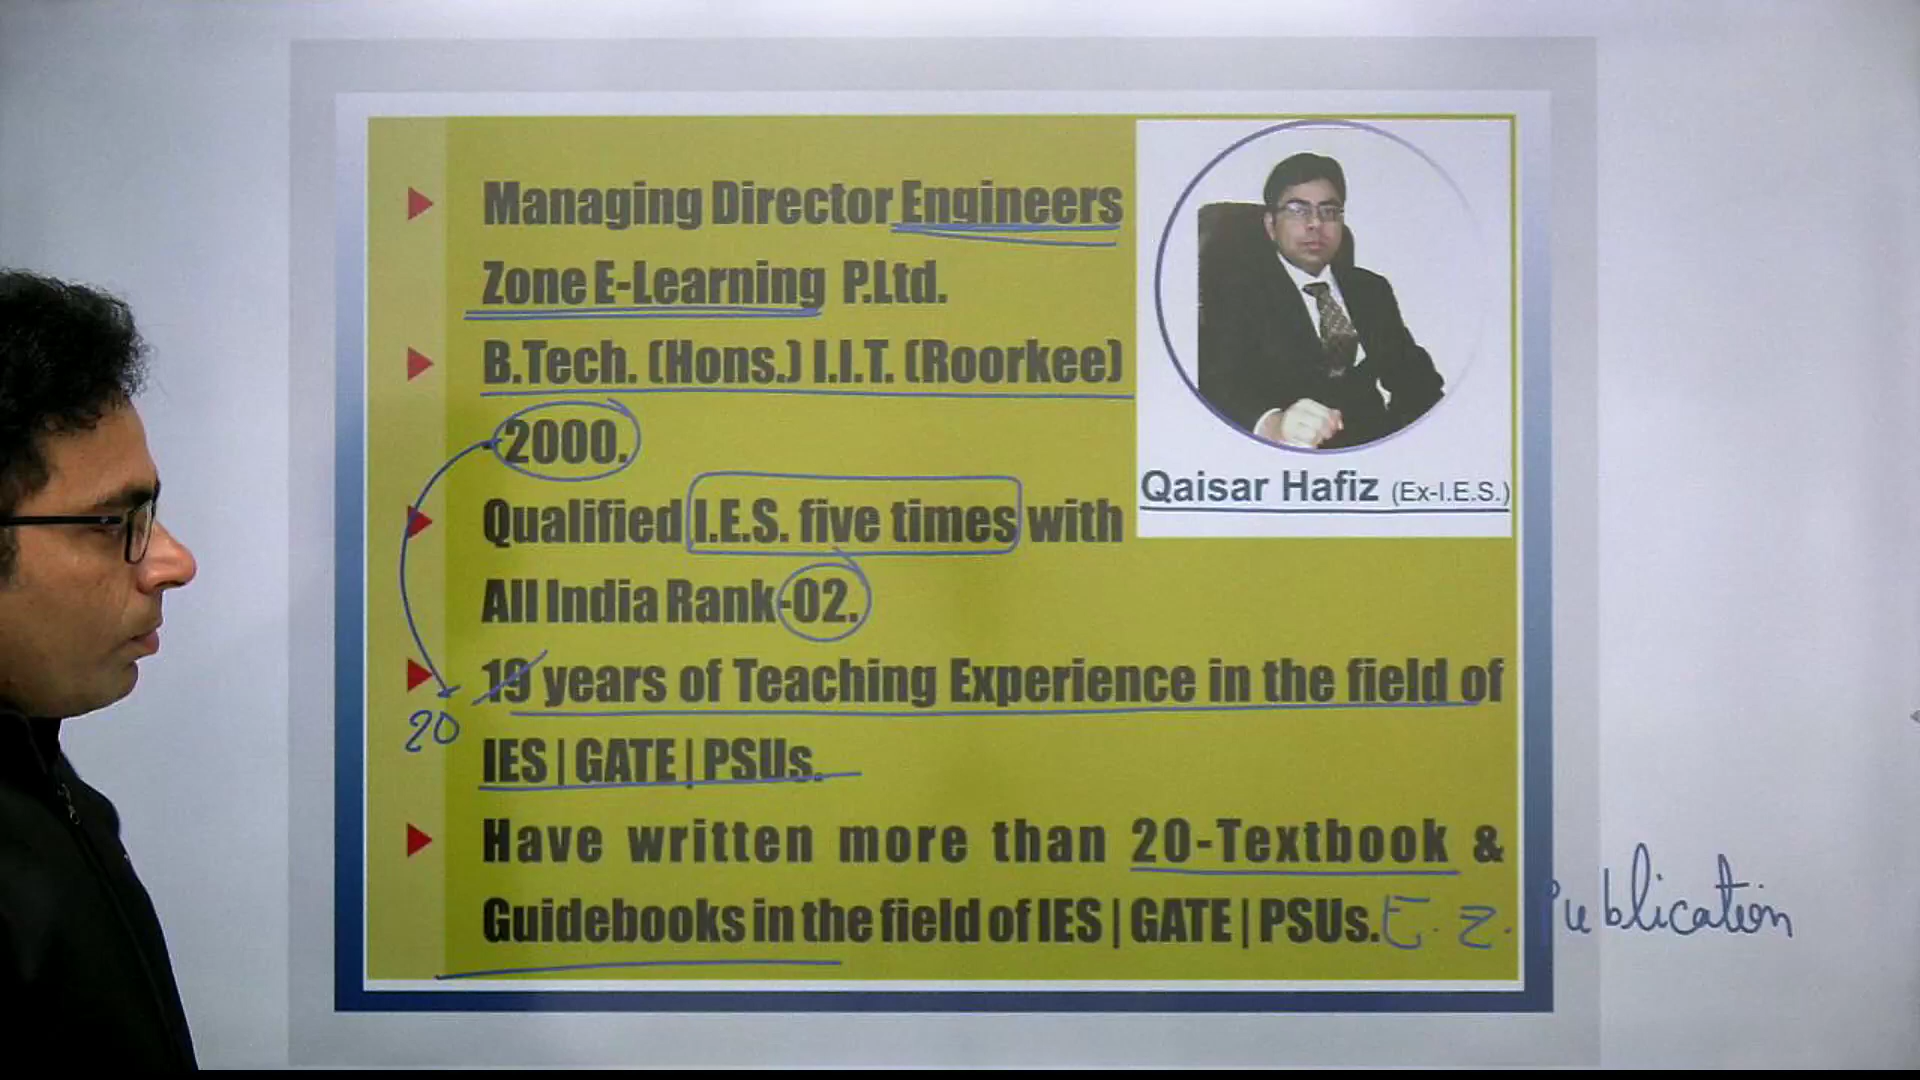 Managing Director Engineers
Zone E-Learning P.Ltd.
B.Tech. (Hons.) I.I.T. (Roorkee)
2000.
Qualified I.E.S. five times with
All India Rank-02.
19 years of Teaching Experience in the field of
20
IES | GATE | PSUs.
Have written more than 20-Textbook &
Guidebooks in the field of IES | GATE | PSUs. E. Z. Publication
Qaisar Hafiz (Ex-I.E.S.)